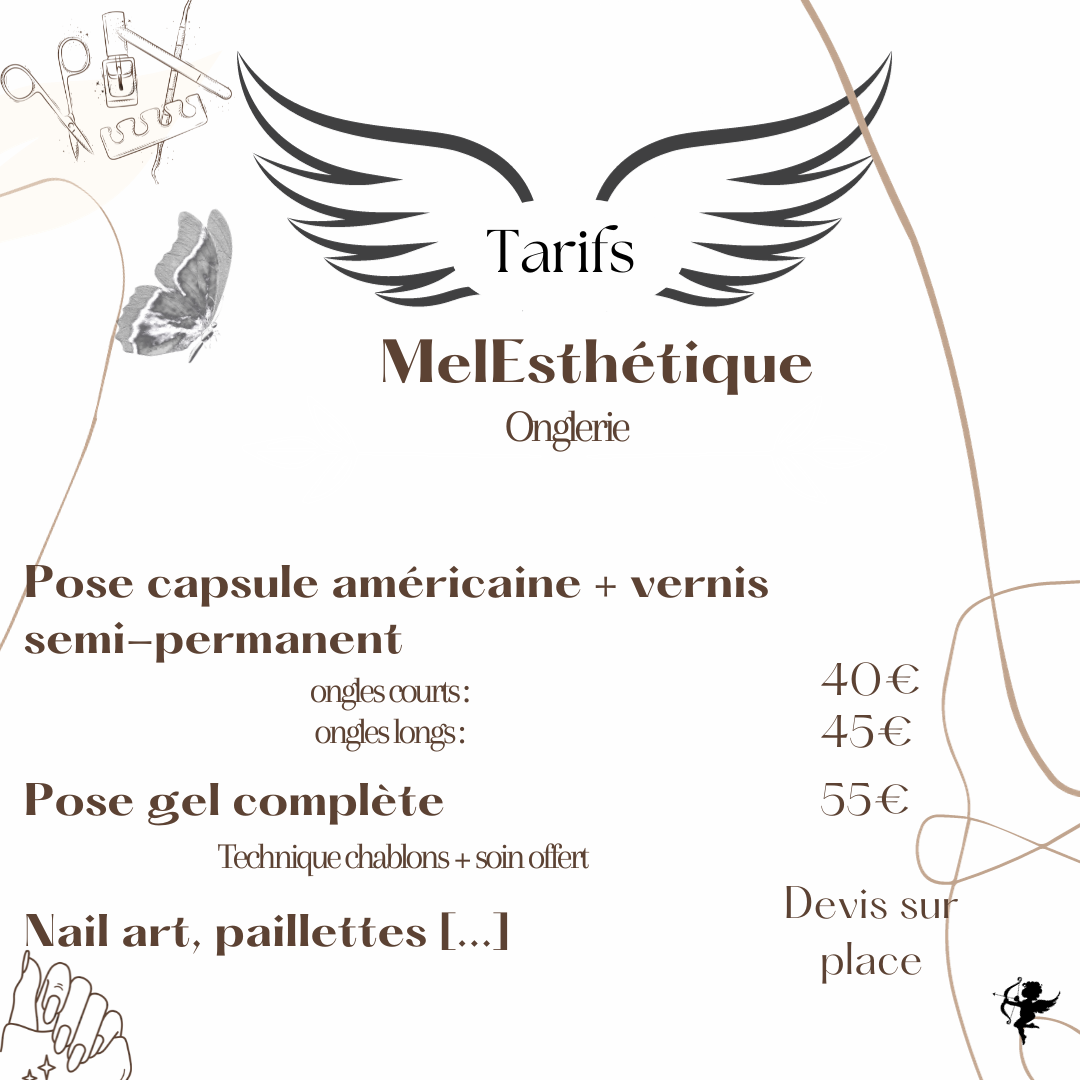 Tarifs
MelEsthétique
Onglerie
Pose capsule américaine + vernis
semi-permanent
ongles courts : 40€
ongles longs : 45€
Pose gel complète 55€
Technique chablons + soin offert
Devis sur
Nail art, paillettes [...]
place